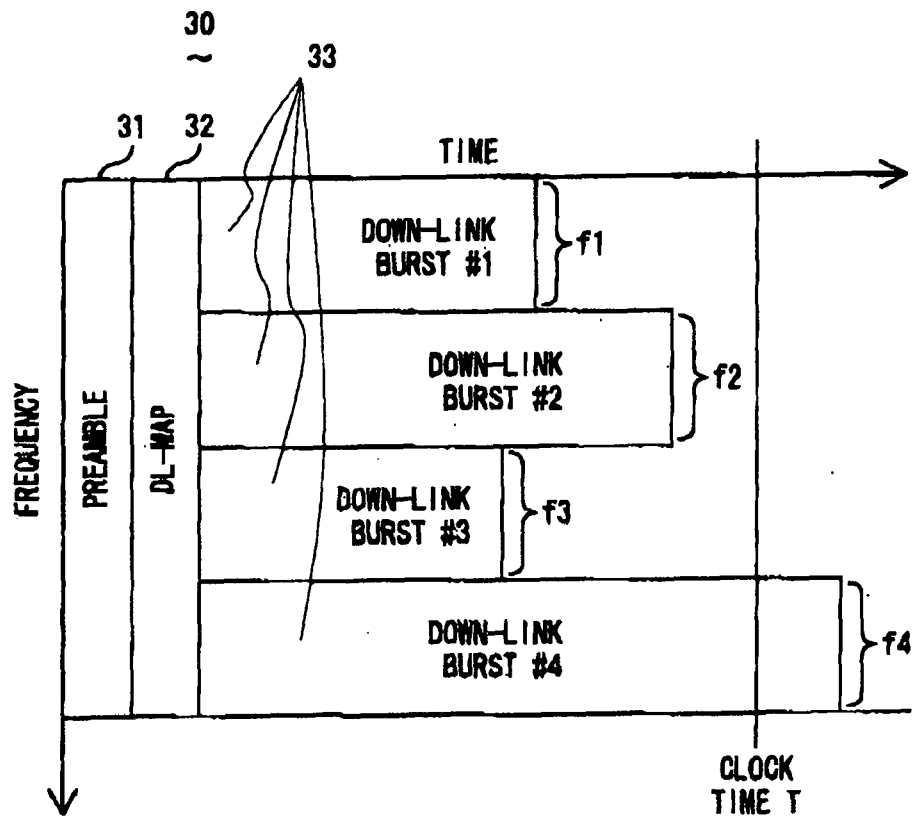 30
33
31
32
TIME
DOWN-LINK
BURST #1
f1
DOWN-LINK
BURST #2
f2
FREQUENCY
PREAMBLE
DL-MAP
DOWN-LINK
BURST #3
f3
DOWN-LINK
BURST #4
f4
CLOCK
TIME T